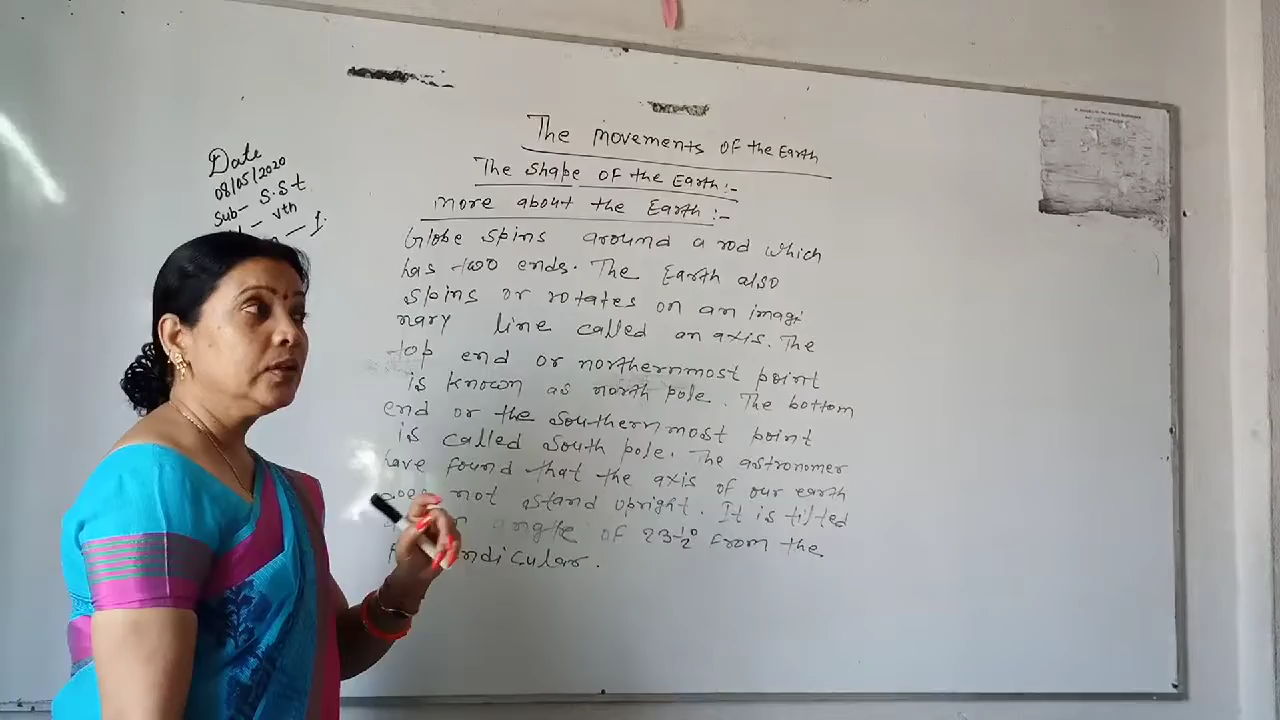 Date
08/05/2020
Sub- S.St
vth
The movements of the Earth
The shape of the Earth:-
more about the Earth:-
Globe spins around a rod which
has two ends. The Earth also
spins or rotates on an imagi
nary line called an axis. The
top end or northernmost point
is known as north pole. The bottom
end or the southernmost point
is called south pole. The astronomer
have found that the axis of our earth
not stand upright. It is tilted
angle of 23½° from the
ndicular.